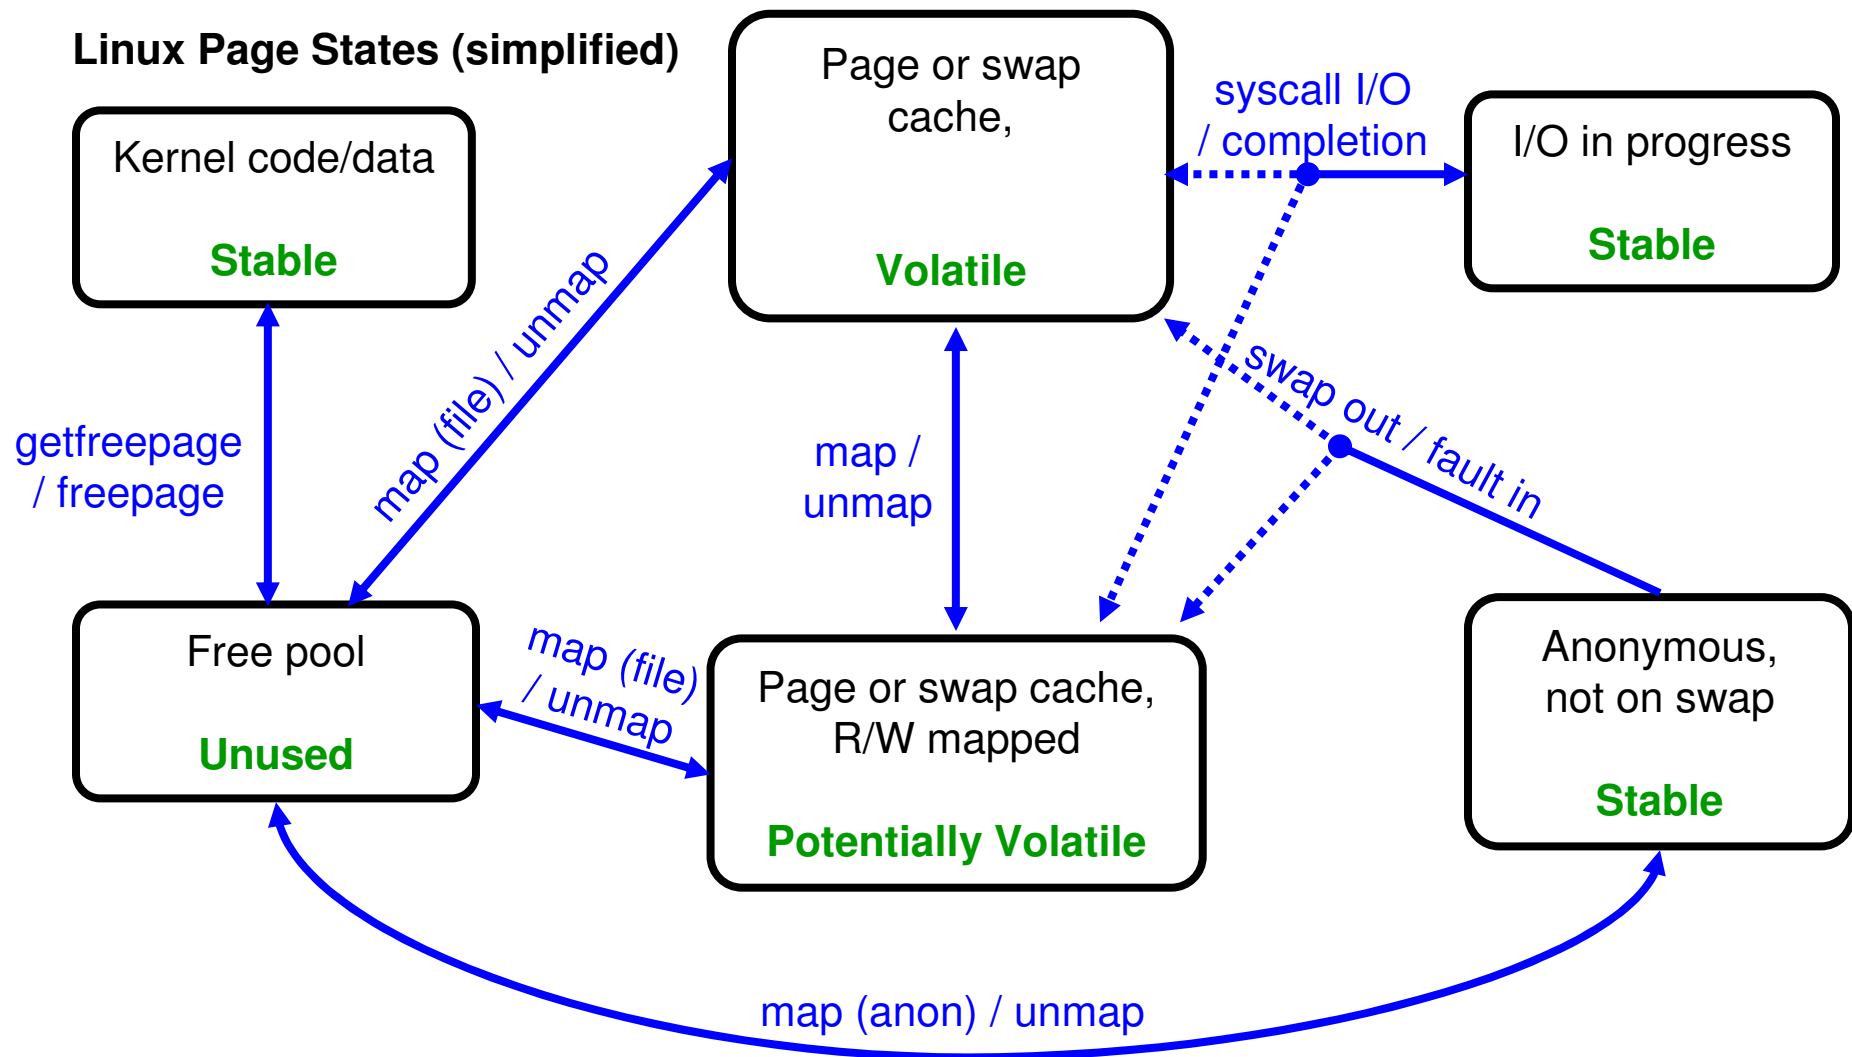 Linux Page States (simplified)
Page or swap
cache,
Volatile
syscall I/O
/ completion
I/O in progress
Stable
Kernel code/data
Stable
map (file) / unmap
swap out / fault in
getfreepage
/ freepage
map /
unmap
Free pool
Unused
map (file)
/ unmap
Page or swap cache,
R/W mapped
Potentially Volatile
Anonymous,
not on swap
Stable
map (anon) / unmap